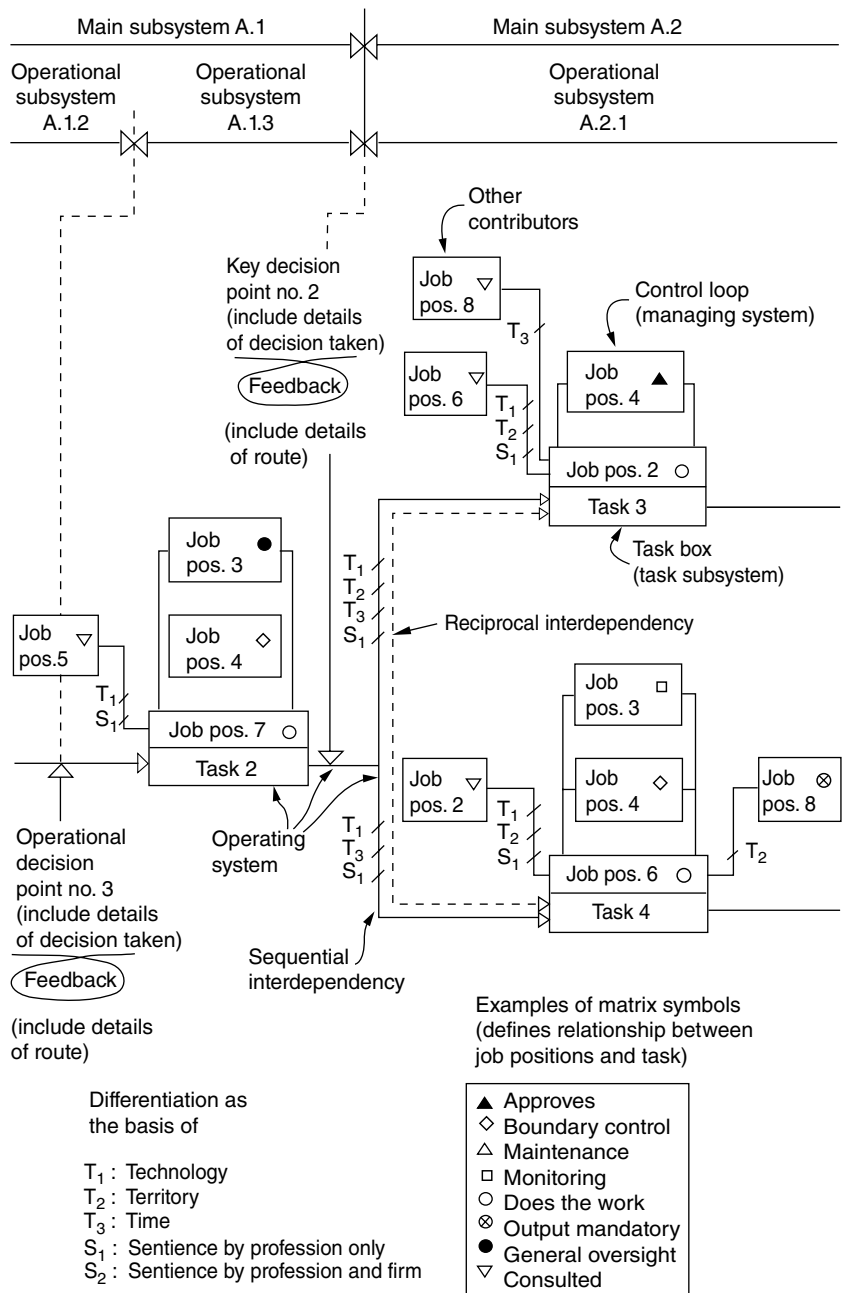 Main subsystem A.1
Main subsystem A.2
Operational
subsystem
A.1.2
Operational
subsystem
A.1.3
Operational
subsystem
A.2.1
Other
contributors
Key decision
point no. 2
(include details
of decision taken)
Feedback
(include details
of route)
Job
pos. 8
T3
Control loop
(managing system)
Job
pos. 6
T1
T2
S1
Job
pos. 4
Job pos. 2
Task 3
Task box
(task subsystem)
Job
pos. 3
Job
pos. 4
Job
pos.5
T1
S1
Job pos. 7
Task 2
T1
T2
T3
S1
Reciprocal interdependency
Operational
decision
point no. 3
(include details
of decision taken)
Feedback
(include details
of route)
Operating
system
T1
T3
S1
Sequential
interdependency
Job
pos. 2
T1
T2
S1
Job
pos. 3
Job
pos. 4
Job pos. 6
Task 4
Job
pos. 8
T2
Examples of matrix symbols
(defines relationship between
job positions and task)
▲ Approves
◇ Boundary control
△ Maintenance
□ Monitoring
○ Does the work
⊗ Output mandatory
● General oversight
▽ Consulted
Differentiation as
the basis of
T1 : Technology
T2 : Territory
T3 : Time
S1 : Sentience by profession only
S2 : Sentience by profession and firm